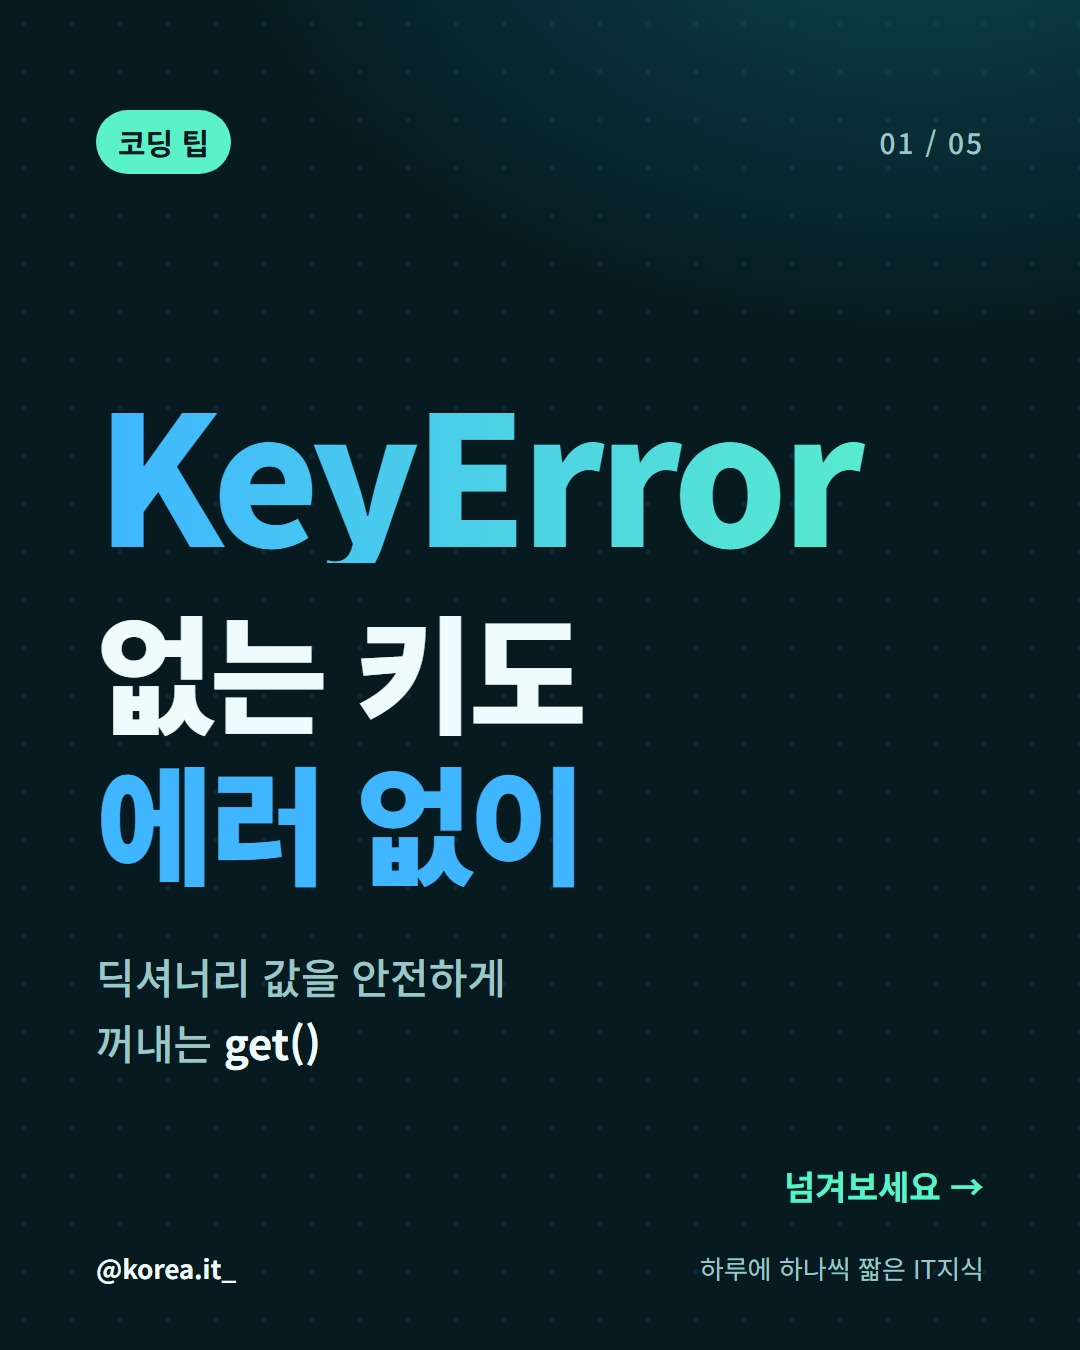 코딩 팁
01 / 05
KeyError
없는 키도
에러 없이
딕셔너리 값을 안전하게
꺼내는 get()
넘겨보세요 →
@korea.it_
하루에 하나씩 짧은 IT지식